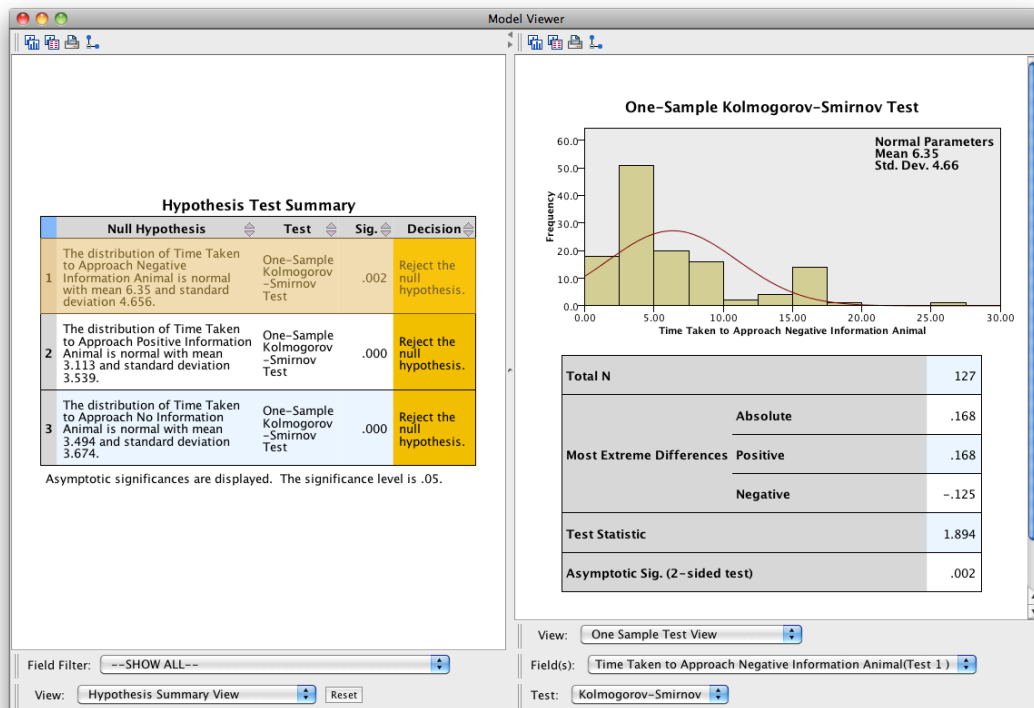 Model Viewer
Hypothesis Test Summary
Null Hypothesis Test Sig. Decision
1
The distribution of Time Taken
to Approach Negative
Information Animal is normal
with mean 6.35 and standard
deviation 4.656.
One-Sample
Kolmogorov
-Smirnov
Test
.002
Reject the
null
hypothesis.
2
The distribution of Time Taken
to Approach Positive Information
Animal is normal with mean
3.113 and standard deviation
3.539.
One-Sample
Kolmogorov
-Smirnov
Test
.000
Reject the
null
hypothesis.
3
The distribution of Time Taken
to Approach No Information
Animal is normal with mean
3.494 and standard deviation
3.674.
One-Sample
Kolmogorov
-Smirnov
Test
.000
Reject the
null
hypothesis.
Asymptotic significances are displayed. The significance level is .05.
Field Filter: --SHOW ALL--
View: Hypothesis Summary View Reset
One-Sample Kolmogorov-Smirnov Test
Normal Parameters
Mean 6.35
Std. Dev. 4.66
Frequency
60.0
50.0
40.0
30.0
20.0
10.0
0.0
0.00 5.00 10.00 15.00 20.00 25.00 30.00
Time Taken to Approach Negative Information Animal
Total N 127
Most Extreme Differences
Absolute .168
Positive .168
Negative -.125
Test Statistic 1.894
Asymptotic Sig. (2-sided test) .002
View: One Sample Test View
Field(s): Time Taken to Approach Negative Information Animal(Test 1 )
Test: Kolmogorov-Smirnov